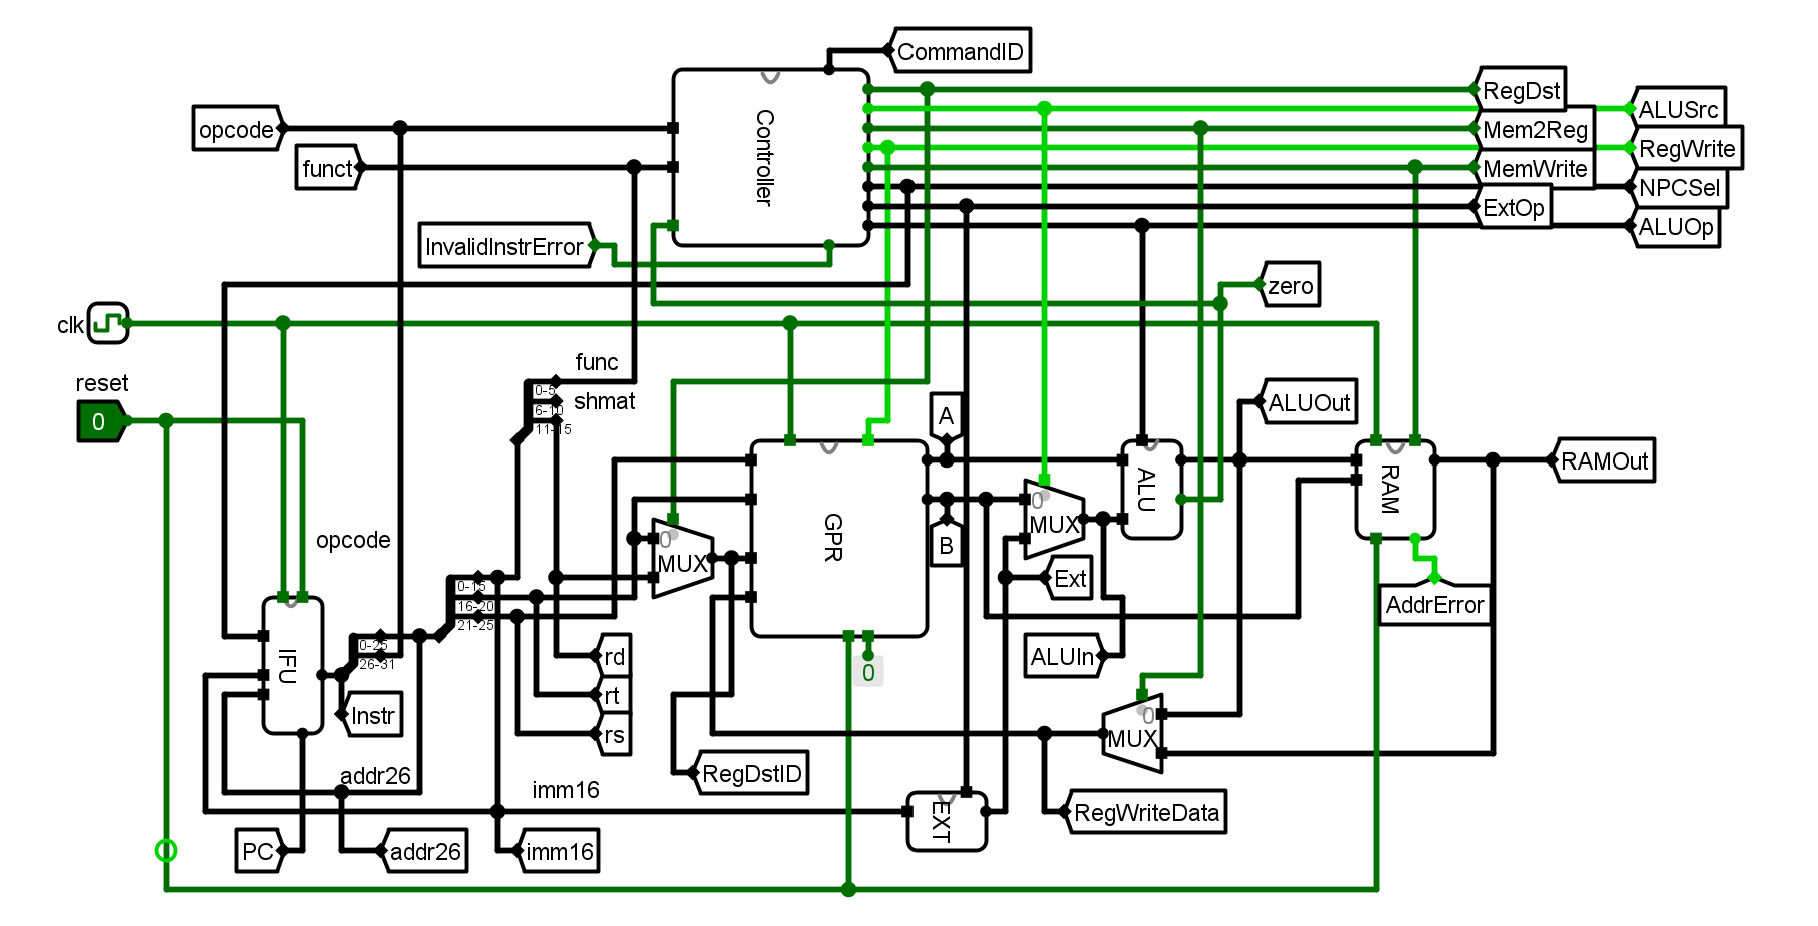 CommandID
Controller
RegDst
ALUSrc
opcode
Mem2Reg
RegWrite
funct
MemWrite
NPCSel
ExtOp
ALUOp
InvalidInstrError
zero
clk
reset
0
func
0-5
shmat
6-10
11-15
A
ALUOut
GPR
0
MUX
0
MUX
ALU
RAM
RAMOut
B
opcode
0-15
16-20
21-25
Ext
AddrError
IFU
0-25
26-31
rd
ALUIn
0
rt
Instr
rs
0
MUX
addr26
RegDstID
imm16
EXT
RegWriteData
PC
addr26
imm16